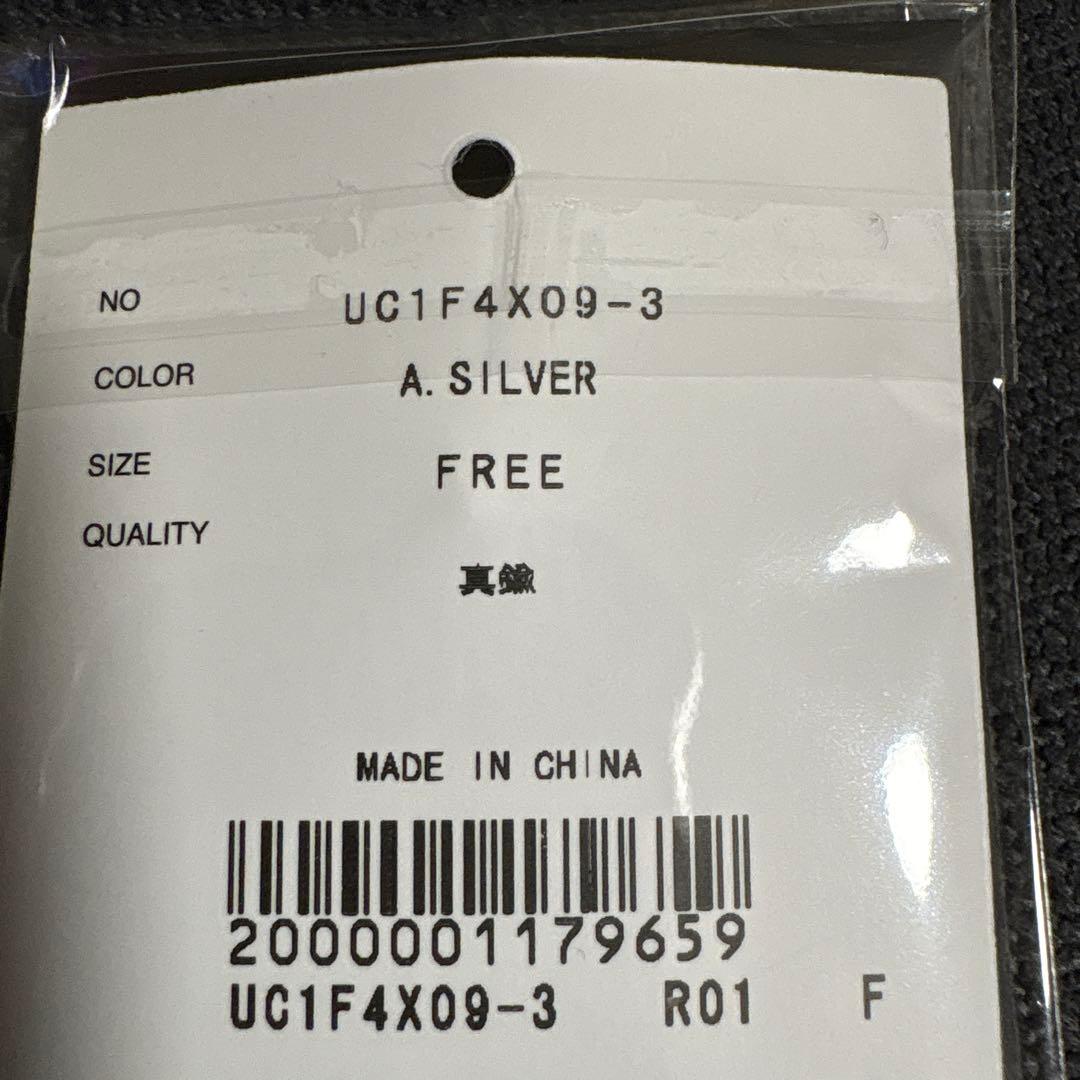 NO UC1F4X09-3
COLOR A.SILVER
SIZE FREE
QUALITY
真鍮
MADE IN CHINA
2000001179659
UC1F4X09-3 R01 F